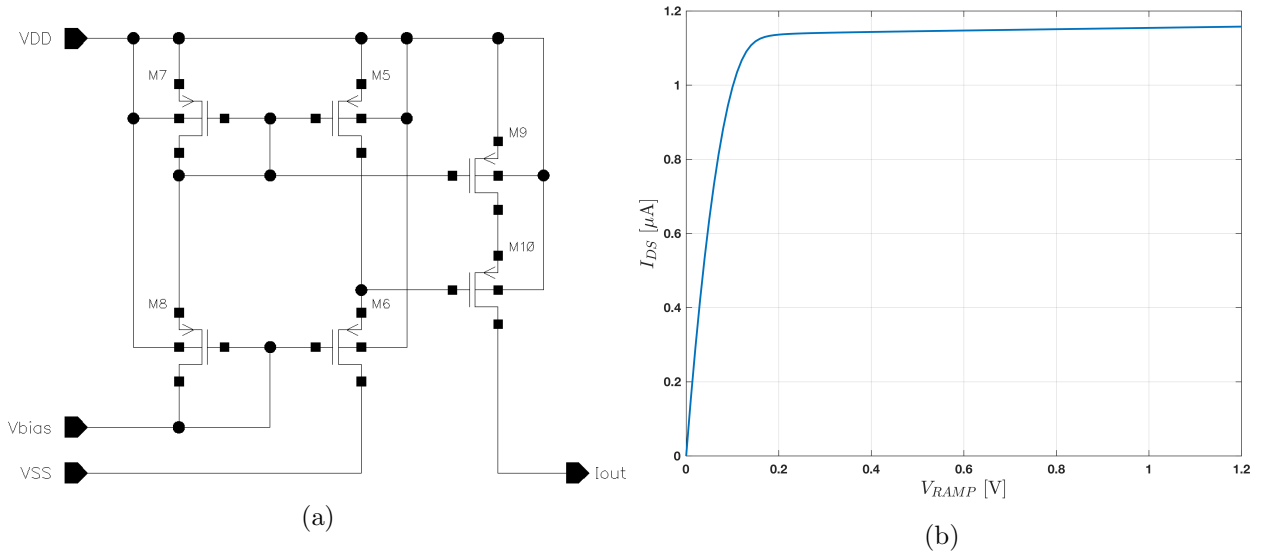 VDD
M7
M5
M9
M10
M8
M6
Vbias
VSS
Iout
(a)
1.2
1
0.8
0.6
0.4
0.2
0
I_DS [μA]
0
0.2
0.4
0.6
0.8
1
1.2
V_RAMP [V]
(b)